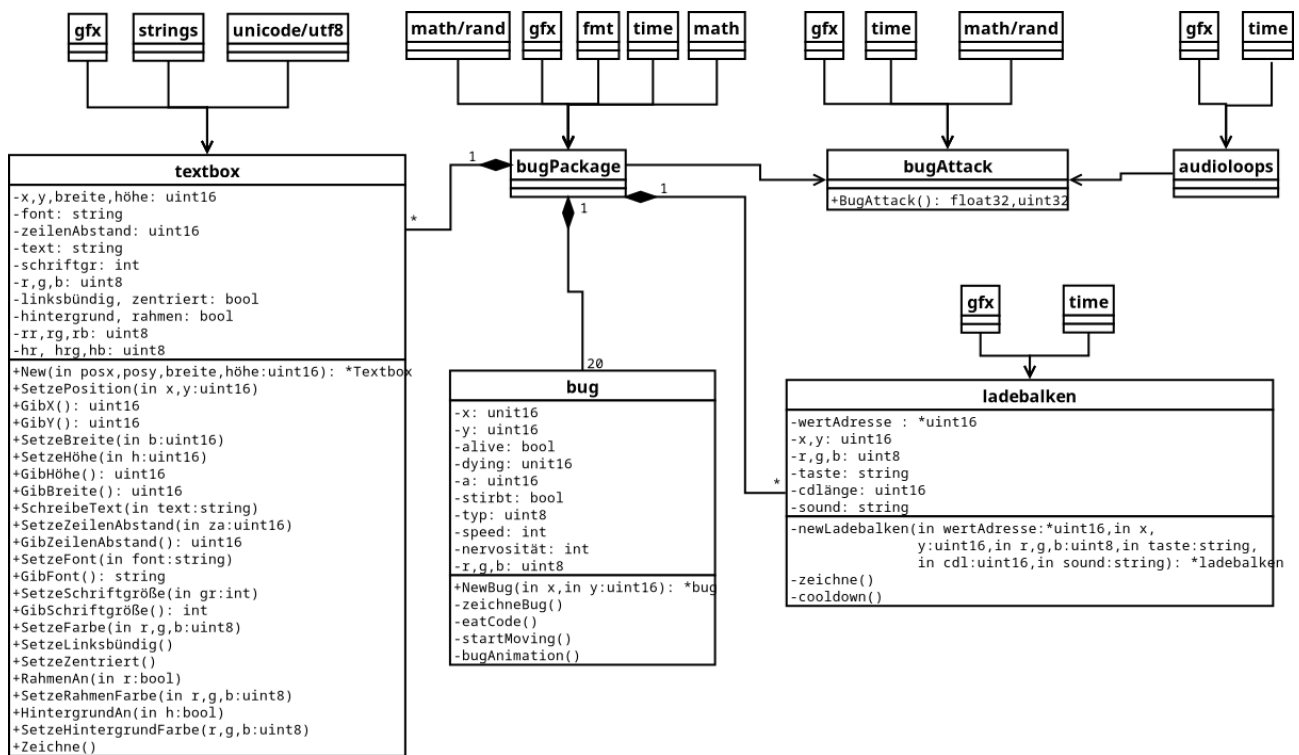 gfx
strings
unicode/utf8
math/rand
gfx
fmt
time
math
gfx
time
math/rand
gfx
time
textbox
-x,y,breite,höhe: uint16
-font: string
-zeilenAbstand: uint16
-text: string
-schriftgr: int
-r,g,b: uint8
-linksbündig, zentriert: bool
-hintergrund, rahmen: bool
-rr,rg,rb: uint8
-hr, hrg,hb: uint8
+New(in posx,posy,breite,höhe:uint16): *Textbox
+SetzePosition(in x,y:uint16)
+GibX(): uint16
+GibY(): uint16
+SetzeBreite(in b:uint16)
+SetzeHöhe(in h:uint16)
+GibHöhe(): uint16
+GibBreite(): uint16
+SchreibeText(in text:string)
+SetzeZeilenAbstand(in za:uint16)
+GibZeilenAbstand(): uint16
+SetzeFont(in font:string)
+GibFont(): string
+SetzeSchriftgröße(in gr:int)
+GibSchriftgröße(): int
+SetzeFarbe(in r,g,b:uint8)
+SetzeLinksbündig()
+SetzeZentriert()
+RahmenAn(in r:bool)
+SetzeRahmenFarbe(in r,g,b:uint8)
+HintergrundAn(in h:bool)
+SetzeHintergrundFarbe(r,g,b:uint8)
+Zeichne()
1
*
bugPackage
1
1
bugAttack
+BugAttack(): float32,uint32
audioloops
20
bug
-x: unit16
-y: uint16
-alive: bool
-dying: unit16
-a: uint16
-stirbt: bool
-typ: uint8
-speed: int
-nervosität: int
-r,g,b: uint8
+NewBug(in x,in y:uint16): *bug
-zeichneBug()
-eatCode()
-startMoving()
-bugAnimation()
gfx
time
*
ladebalken
-wertAdresse : *uint16
-x,y: uint16
-r,g,b: uint8
-taste: string
-cdlänge: uint16
-sound: string
-newLadebalken(in wertAdresse:*uint16,in x,
y:uint16,in r,g,b:uint8,in taste:string,
in cdl:uint16,in sound:string): *ladebalken
-zeichne()
-cooldown()